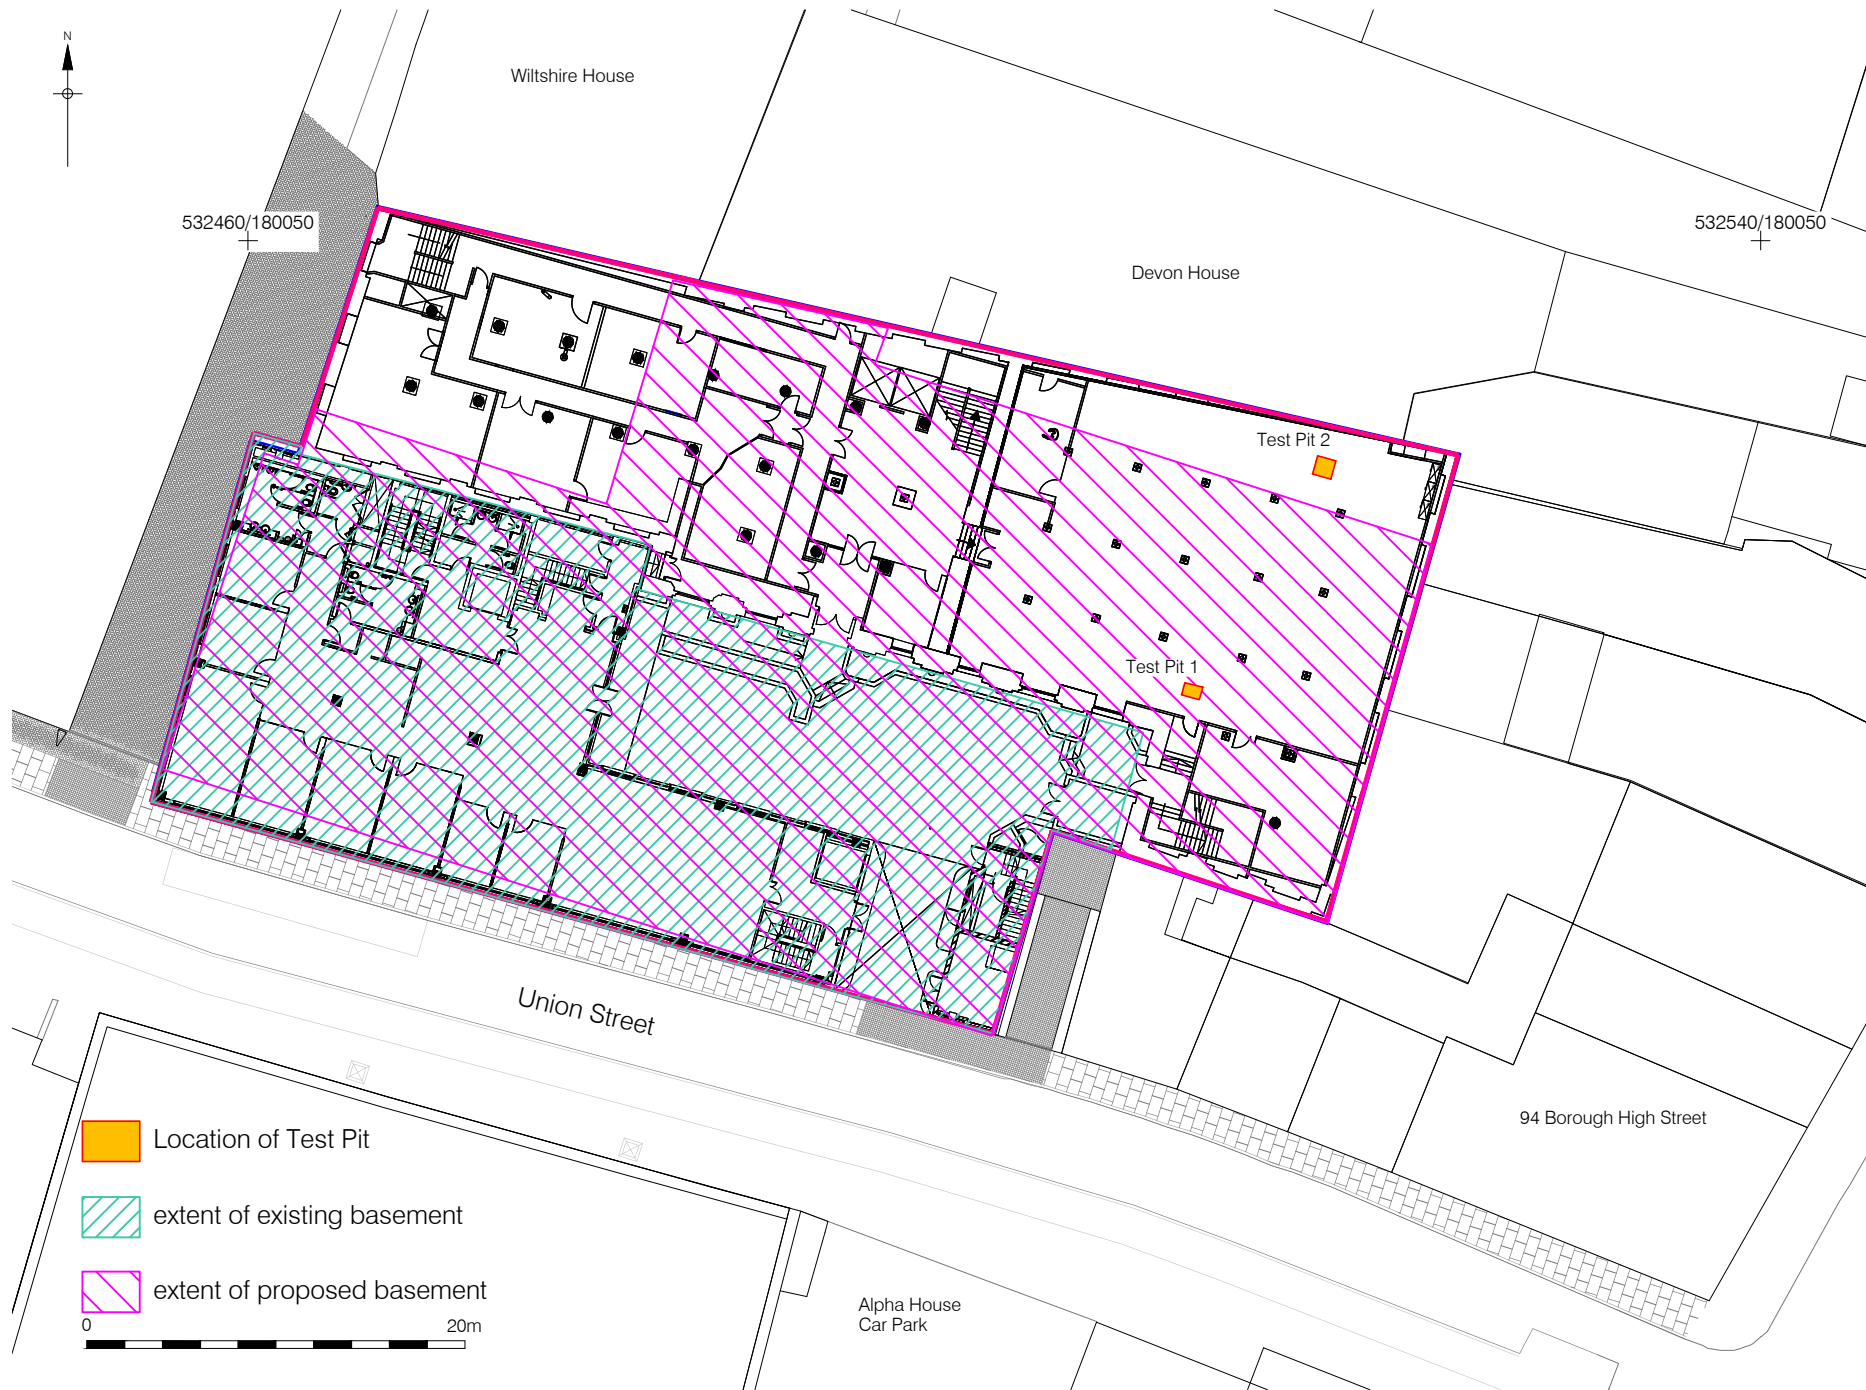 N
Wiltshire House
532460/180050
532540/180050
Devon House
Test Pit 2
Test Pit 1
Union Street
94 Borough High Street
Location of Test Pit
extent of existing basement
extent of proposed basement
0 20m
Alpha House
Car Park